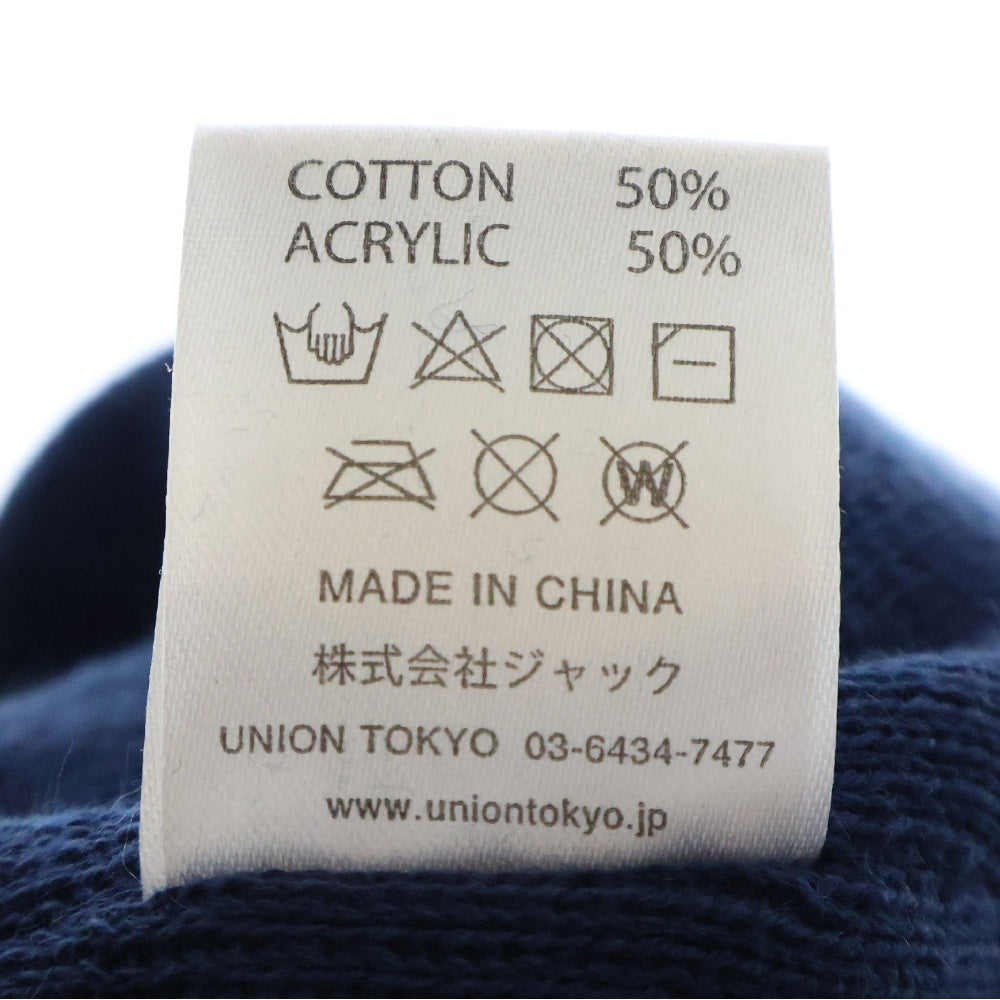 COTTON 50%
ACRYLIC 50%
W
MADE IN CHINA
株式会社ジャック
UNION TOKYO 03-6434-7477
www.uniontokyo.jp